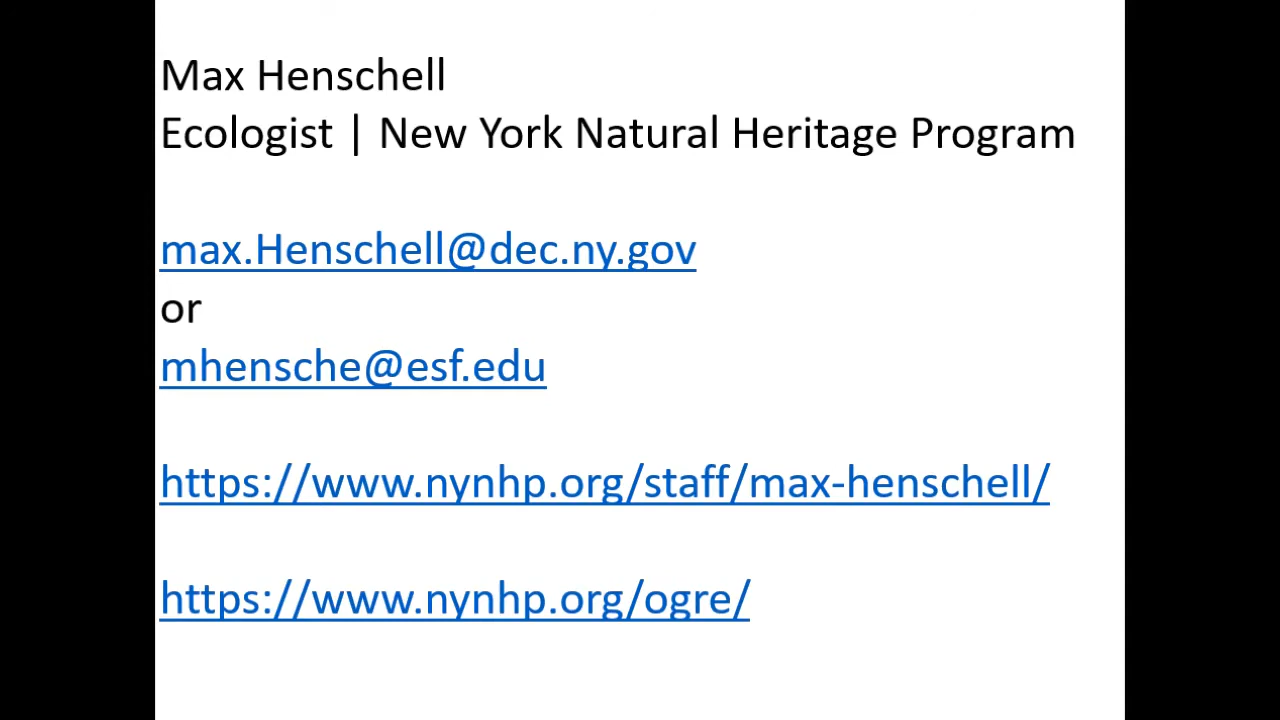 Max Henschell
Ecologist | New York Natural Heritage Program
max.Henschell@dec.ny.gov
or
mhensche@esf.edu
https://www.nynhp.org/staff/max-henschell/
https://www.nynhp.org/ogre/